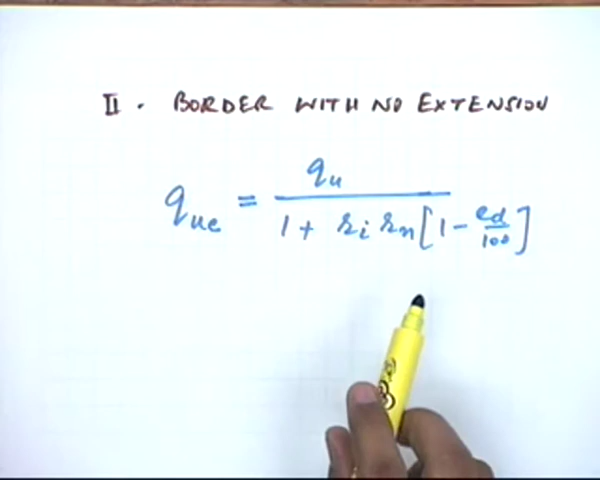 II. BORDER WITH NO EXTENSION
q_ue = q_u / (1 + r_i r_n [1 - e_d/100])